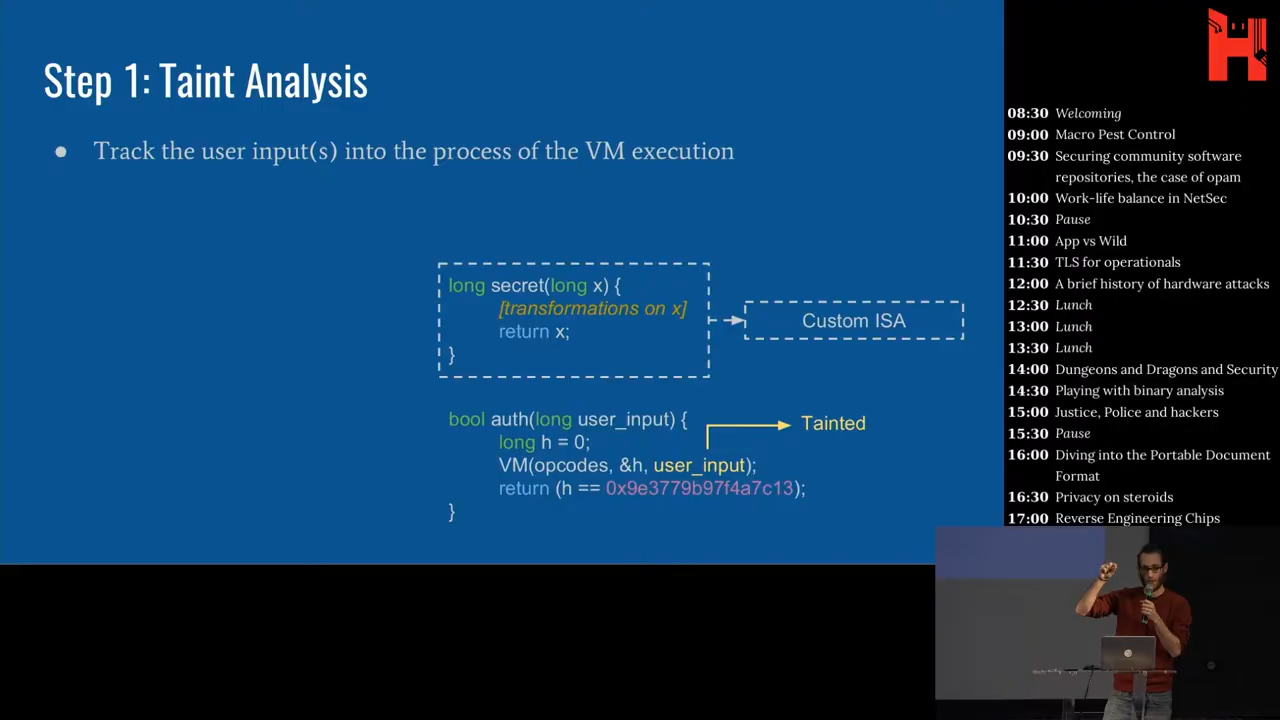 Step 1: Taint Analysis
● Track the user input(s) into the process of the VM execution
long secret(long x) {
[transformations on x]
return x;
}
Custom ISA
bool auth(long user_input) {
long h = 0;
VM(opcodes, &h, user_input);
return (h == 0x9e3779b97f4a7c13);
}
Tainted
H
08:30 Welcoming
09:00 Macro Pest Control
09:30 Securing community software
repositories, the case of opam
10:00 Work-life balance in NetSec
10:30 Pause
11:00 App vs Wild
11:30 TLS for operationals
12:00 A brief history of hardware attacks
12:30 Lunch
13:00 Lunch
13:30 Lunch
14:00 Dungeons and Dragons and Security
14:30 Playing with binary analysis
15:00 Justice, Police and hackers
15:30 Pause
16:00 Diving into the Portable Document
Format
16:30 Privacy on steroids
17:00 Reverse Engineering Chips